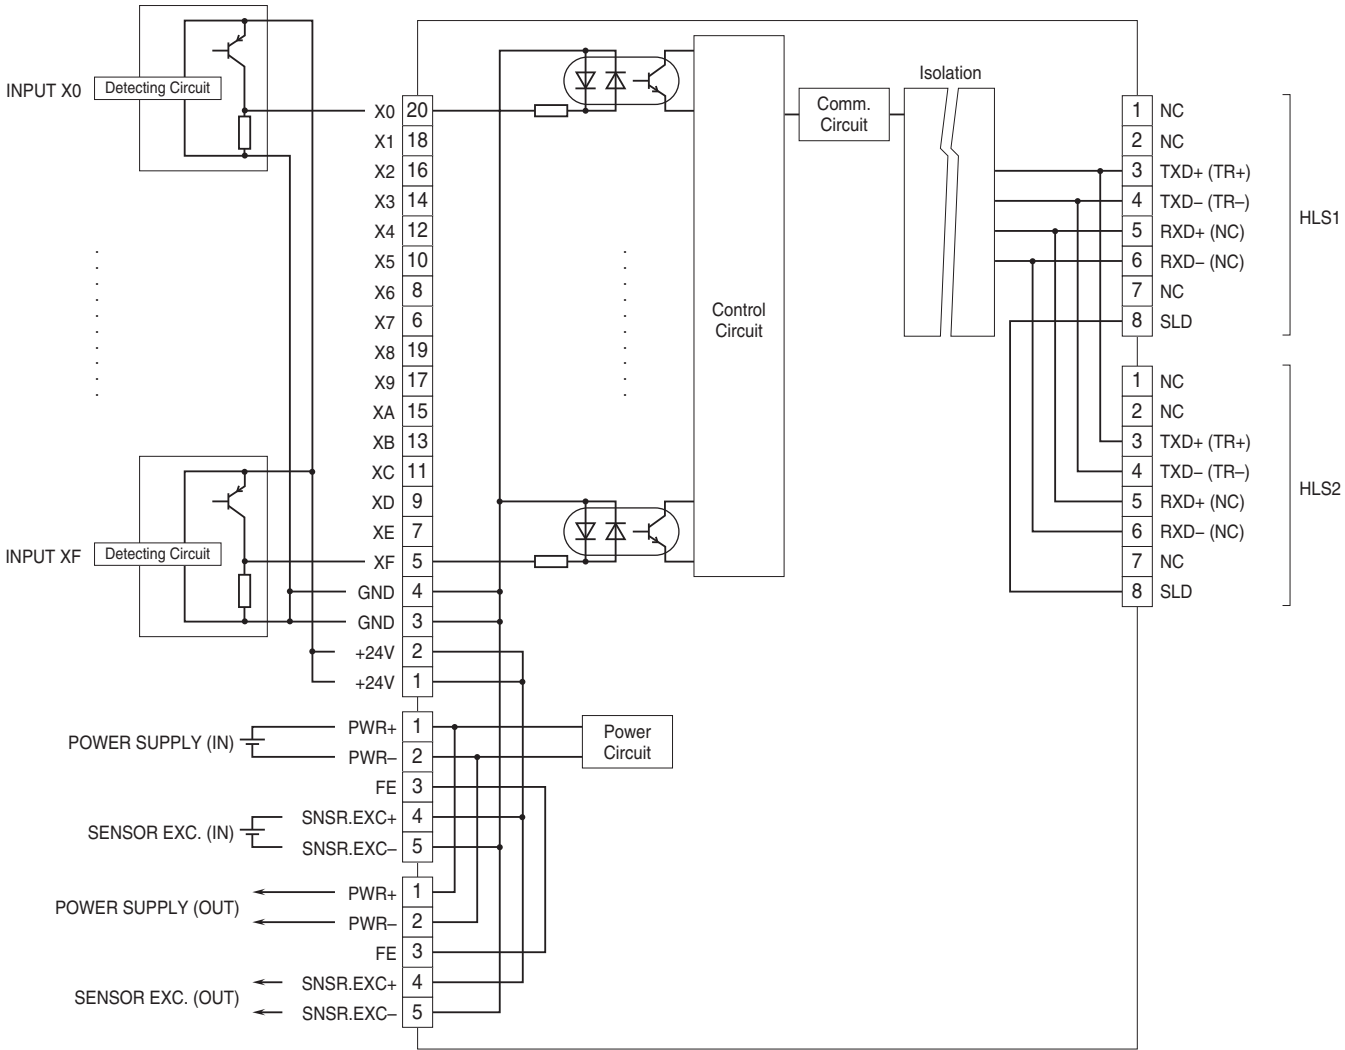 INPUT X0
Detecting Circuit
X0 20
X1 18
X2 16
X3 14
X4 12
X5 10
X6 8
X7 6
X8 19
X9 17
XA 15
XB 13
XC 11
XD 9
XE 7
XF 5
GND 4
GND 3
+24V 2
+24V 1
INPUT XF
Detecting Circuit
POWER SUPPLY (IN)
PWR+ 1
PWR– 2
FE 3
SENSOR EXC. (IN)
SNSR.EXC+ 4
SNSR.EXC– 5
POWER SUPPLY (OUT)
PWR+ 1
PWR– 2
FE 3
SENSOR EXC. (OUT)
SNSR.EXC+ 4
SNSR.EXC– 5
Power
Circuit
Control
Circuit
Comm.
Circuit
Isolation
1 NC
2 NC
3 TXD+ (TR+)
4 TXD– (TR–)
5 RXD+ (NC)
6 RXD– (NC)
7 NC
8 SLD
HLS1
1 NC
2 NC
3 TXD+ (TR+)
4 TXD– (TR–)
5 RXD+ (NC)
6 RXD– (NC)
7 NC
8 SLD
HLS2